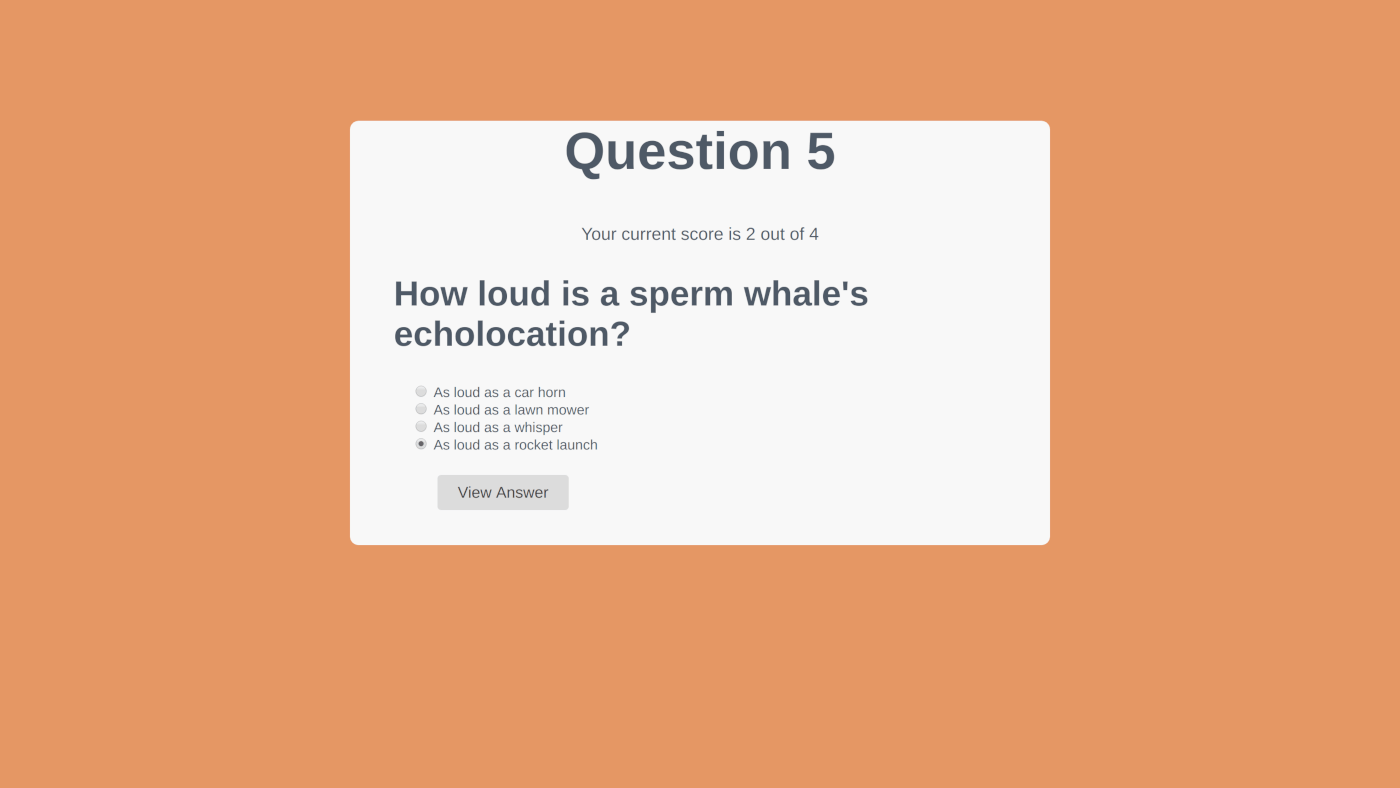 Question 5
Your current score is 2 out of 4
How loud is a sperm whale's
echolocation?
As loud as a car horn
As loud as a lawn mower
As loud as a whisper
As loud as a rocket launch
View Answer